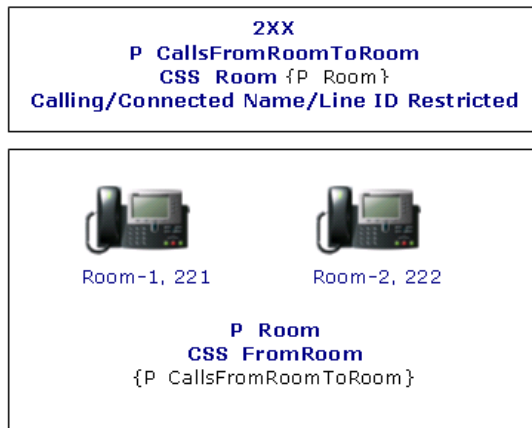 2XX
P CallsFromRoomToRoom
CSS Room {P Room}
Calling/Connected Name/Line ID Restricted
Room-1, 221 Room-2, 222
P Room
CSS FromRoom
{P CallsFromRoomToRoom}